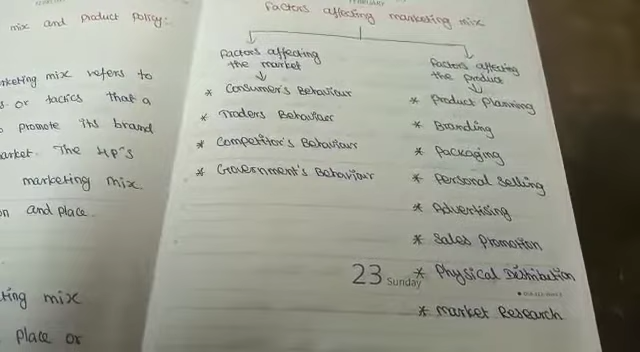 FEBRUARY
mix and Product Policy:
marketing mix refers to
s or tactics that a
promote its brand
market. The 4P's
marketing mix
on and place.
ting mix
place or
FEBRUARY
factors affecting marketing mix
factors affecting
the market
* Consumer's Behaviour
* Traders Behaviour
* Competitor's Behaviour
* Government's Behaviour
factors affecting
the product
* Product Planning
* Branding
* Packaging
* Personal Selling
* Advertising
* Sales Promotion
23 Sunday
* Physical Distribution
* market Research